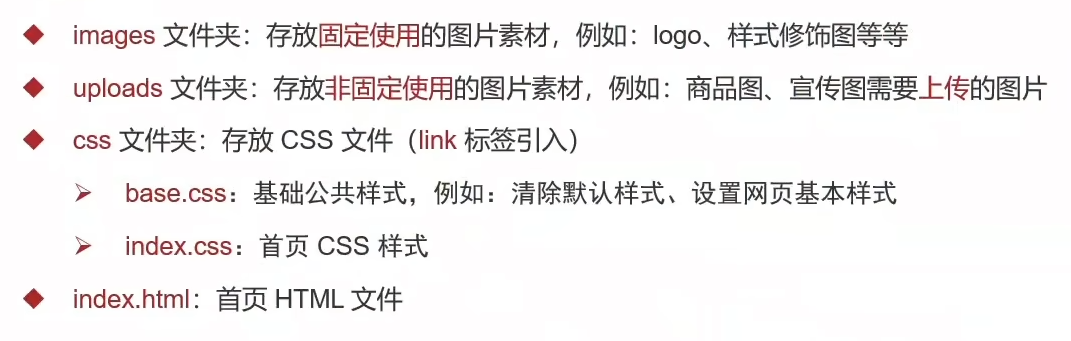 ◆ images 文件夹：存放固定使用的图片素材，例如：logo、样式修饰图等等
◆ uploads 文件夹：存放非固定使用的图片素材，例如：商品图、宣传图需要上传的图片
◆ css 文件夹：存放 CSS 文件（link 标签引入）
➢ base.css：基础公共样式，例如：清除默认样式、设置网页基本样式
➢ index.css：首页 CSS 样式
◆ index.html：首页 HTML 文件